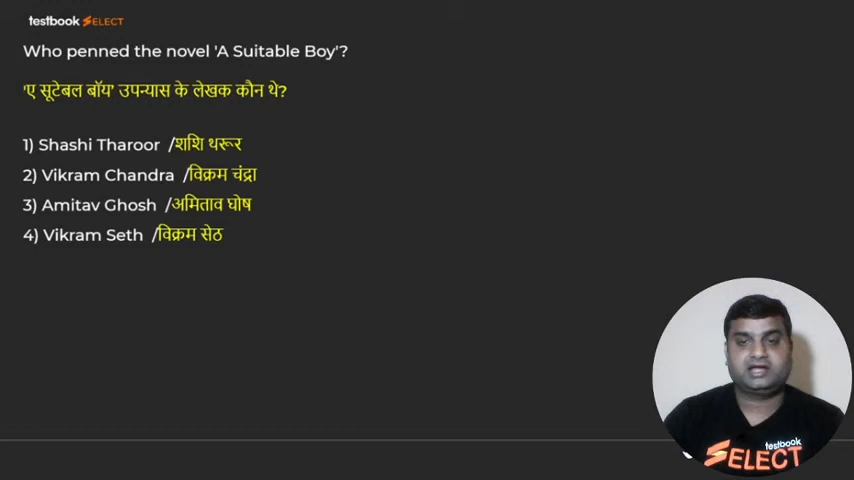 testbook SELECT
Who penned the novel 'A Suitable Boy'?
'ए सूटेबल बॉय' उपन्यास के लेखक कौन थे?
1) Shashi Tharoor /शशि थरूर
2) Vikram Chandra /विक्रम चंद्रा
3) Amitav Ghosh /अमिताव घोष
4) Vikram Seth /विक्रम सेठ
testbook
SELECT